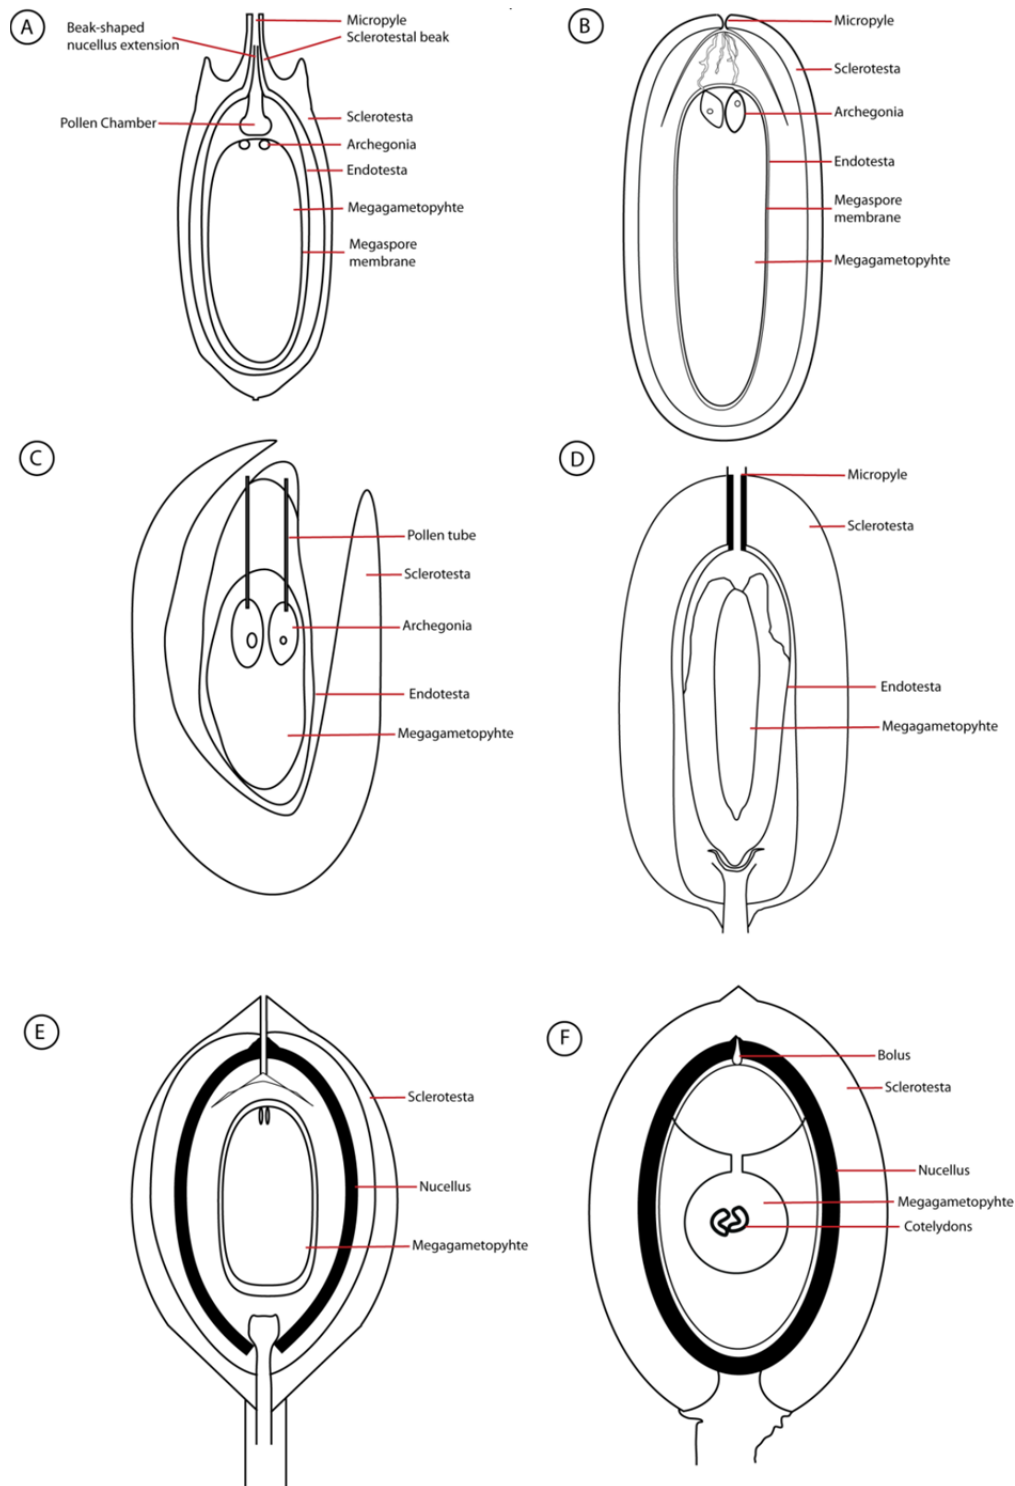 A
Micropyle
Beak-shaped
nucellus extension
Sclerotestal beak
Pollen Chamber
Sclerotesta
Archegonia
Endotesta
Megagametopyhte
Megaspore
membrane
B
Micropyle
Sclerotesta
Archegonia
Endotesta
Megaspore
membrane
Megagametopyhte
C
Pollen tube
Sclerotesta
Archegonia
Endotesta
Megagametopyhte
D
Micropyle
Sclerotesta
Endotesta
Megagametopyhte
E
Sclerotesta
Nucellus
Megagametopyhte
F
Bolus
Sclerotesta
Nucellus
Megagametopyhte
Cotelydons